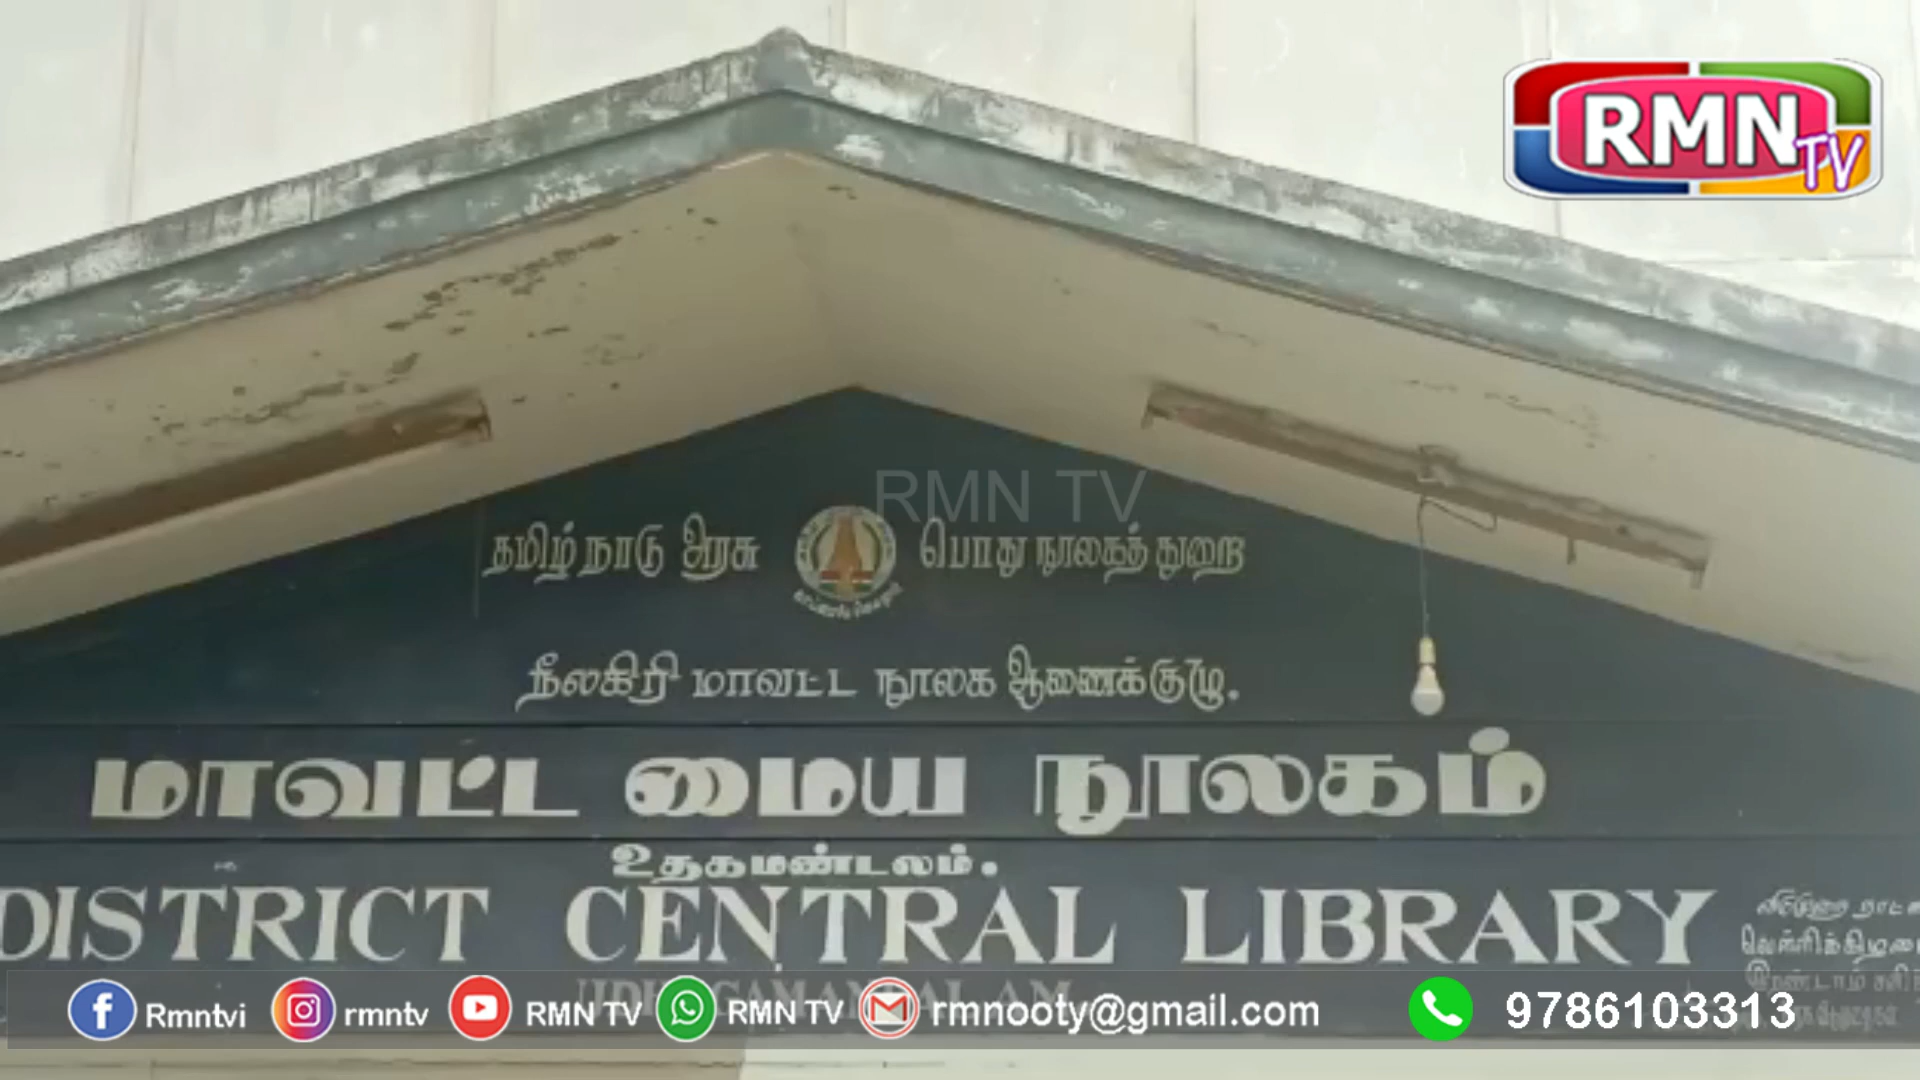 RMN TV
RMN TV
தமிழ்நாடு அரசு பொது நூலகத் துறை
நீலகிரி மாவட்ட நூலக ஆணைக்குழு.
மாவட்ட மைய நூலகம்
உதகமண்டலம்.
DISTRICT CENTRAL LIBRARY
UDHAGAMANDALAM
Rmntvi rmntv RMN TV RMN TV rmnooty@gmail.com 9786103313